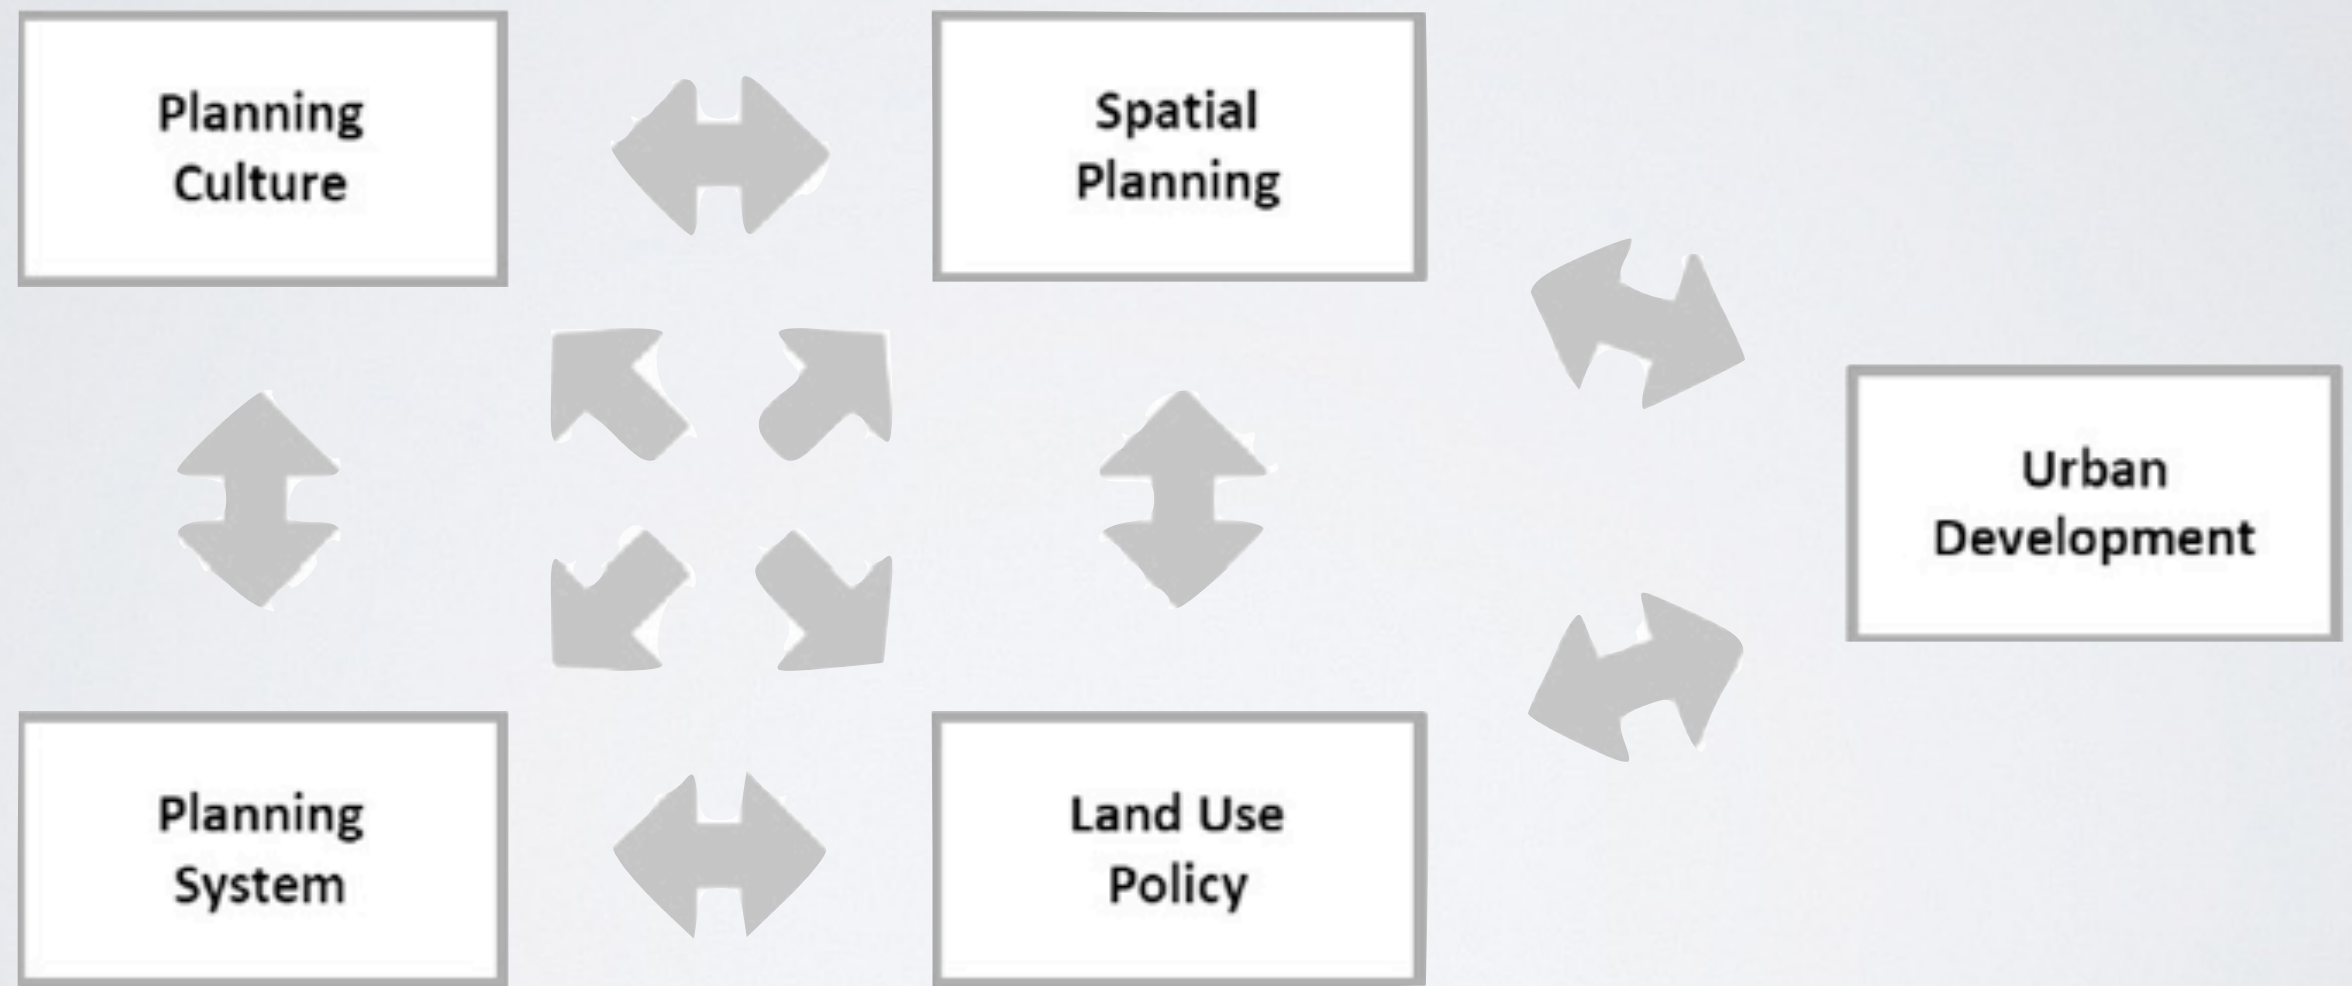 Planning
Culture
Spatial
Planning
Urban
Development
Planning
System
Land Use
Policy